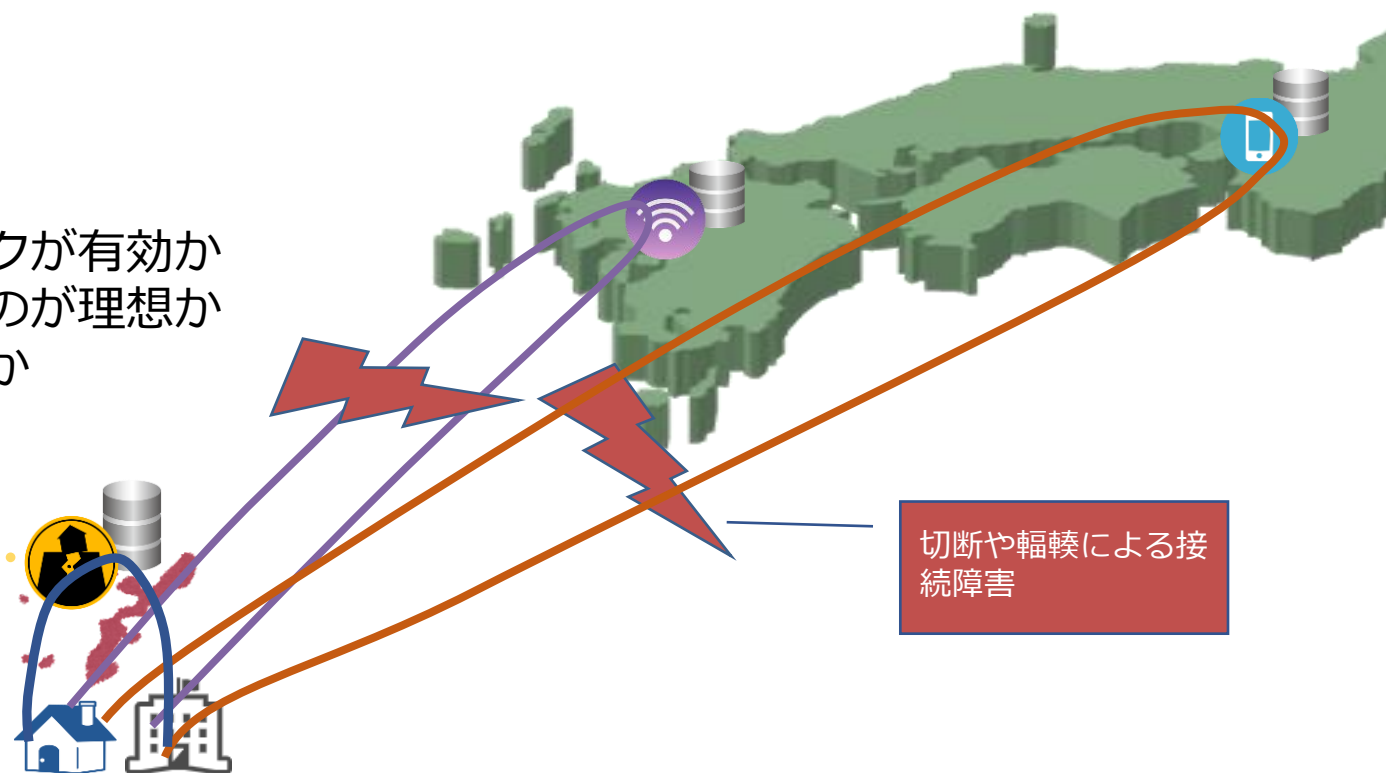 クが有効か
のが理想か
か
切断や輻輳による接
続障害